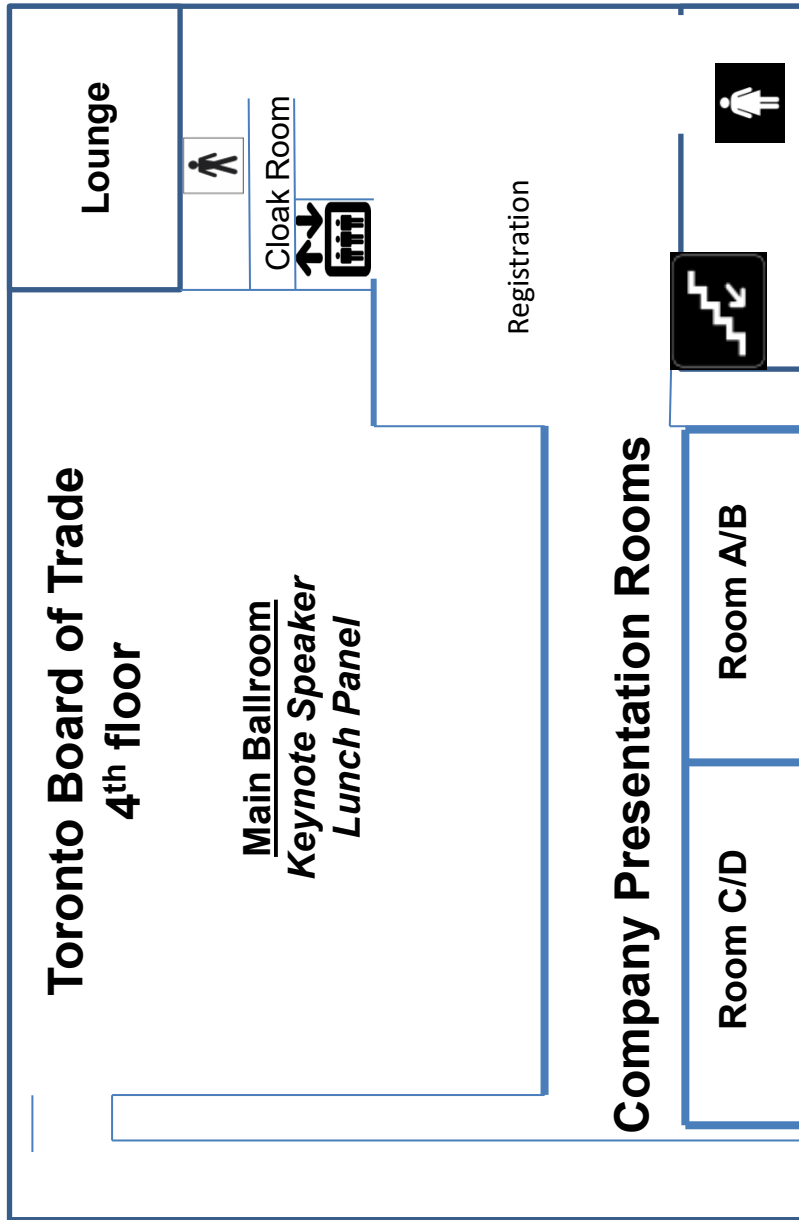 Toronto Board of Trade
4th floor
Lounge
Cloak Room
Main Ballroom
Keynote Speaker
Lunch Panel
Registration
Company Presentation Rooms
Room C/D
Room A/B